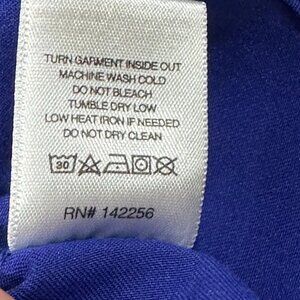 TURN GARMENT INSIDE OUT
MACHINE WASH COLD
DO NOT BLEACH
TUMBLE DRY LOW
LOW HEAT IRON IF NEEDED
DO NOT DRY CLEAN
30
RN# 142256